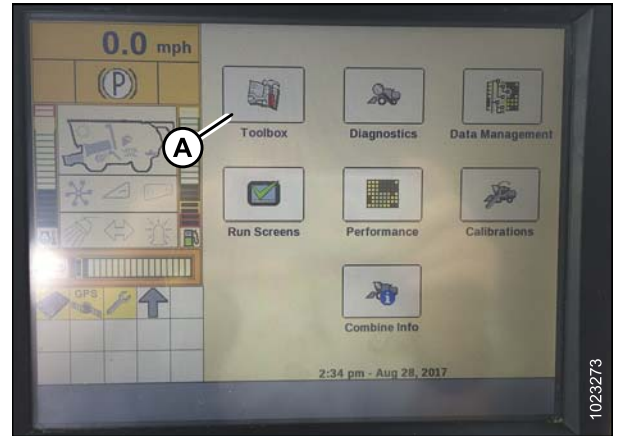 0.0 mph
(P)
A
Toolbox
Diagnostics
Data Management
Run Screens
Performance
Calibrations
GPS
Combine Info
2:34 pm - Aug 28, 2017
1023273